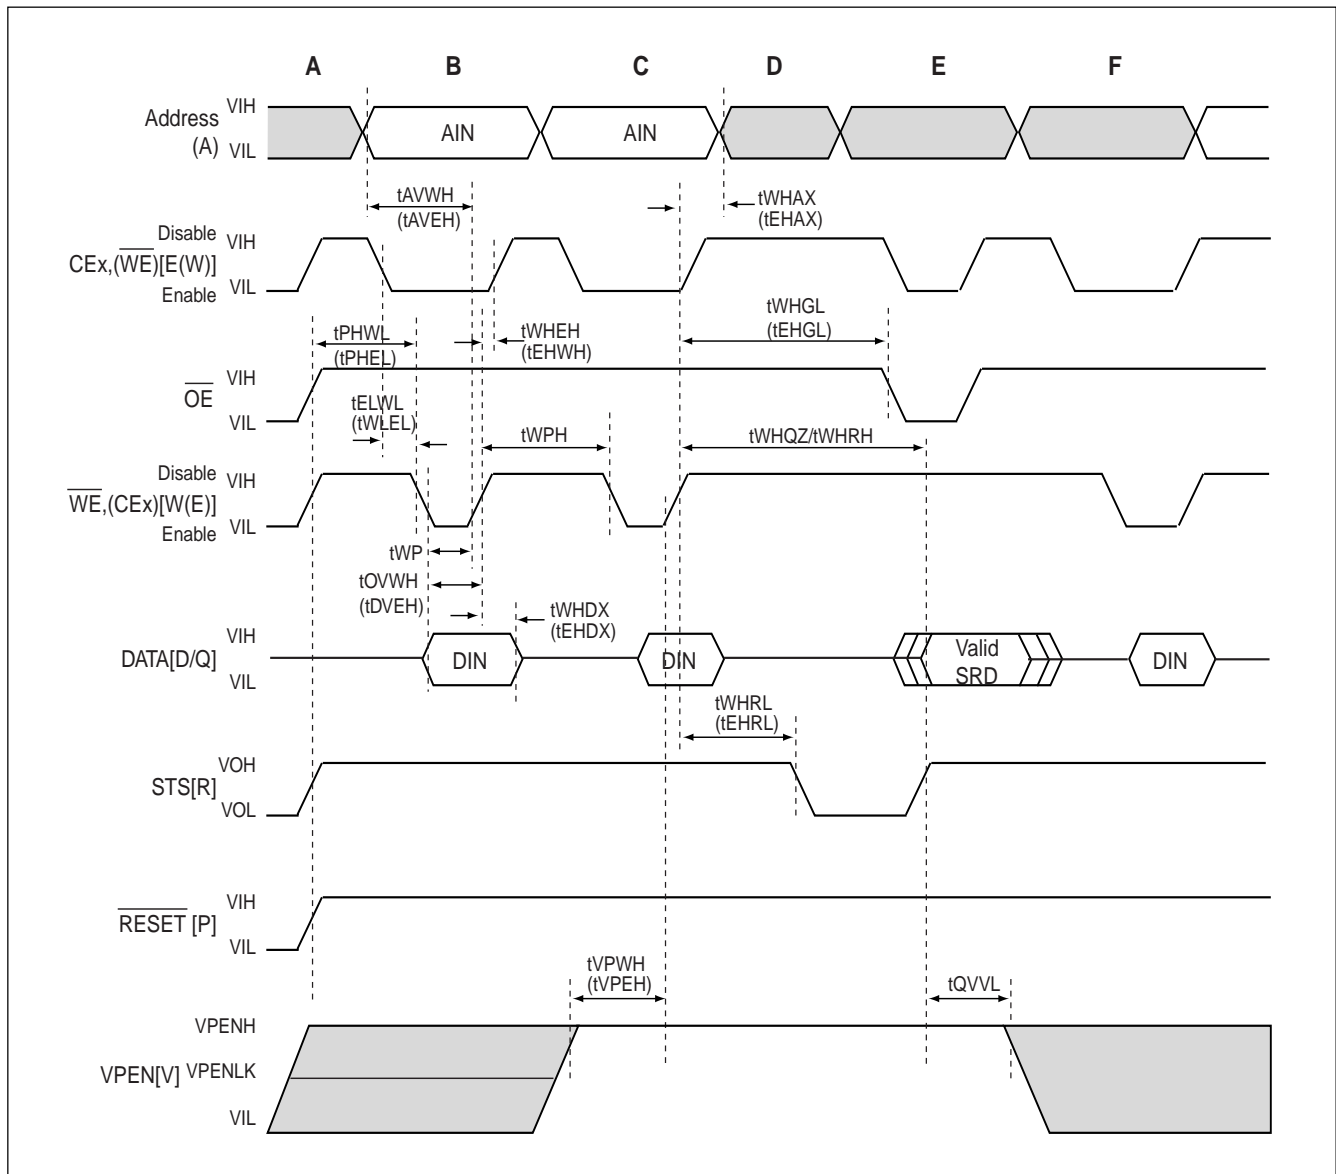 A B C D E F
Address
(A)
VIH
VIL
AIN AIN
tAVWH
(tAVEH)
tWHAX
(tEHAX)
Disable
CEx,(WE)[E(W)]
Enable
VIH
VIL
tPHWL
(tPHEL)
tWHEH
(tEHWH)
tWHGL
(tEHGL)
OE
VIH
VIL
tELWL
(tWLEL)
tWPH
tWHQZ/tWHRH
Disable
WE,(CEx)[W(E)]
Enable
VIH
VIL
tWP
tOVWH
(tDVEH)
tWHDX
(tEHDX)
DATA[D/Q]
VIH
VIL
DIN DIN
Valid
SRD
DIN
tWHRL
(tEHRL)
STS[R]
VOH
VOL
RESET [P]
VIH
VIL
tVPWH
(tVPEH)
tQVVL
VPEN[V]
VPENH
VPENLK
VIL